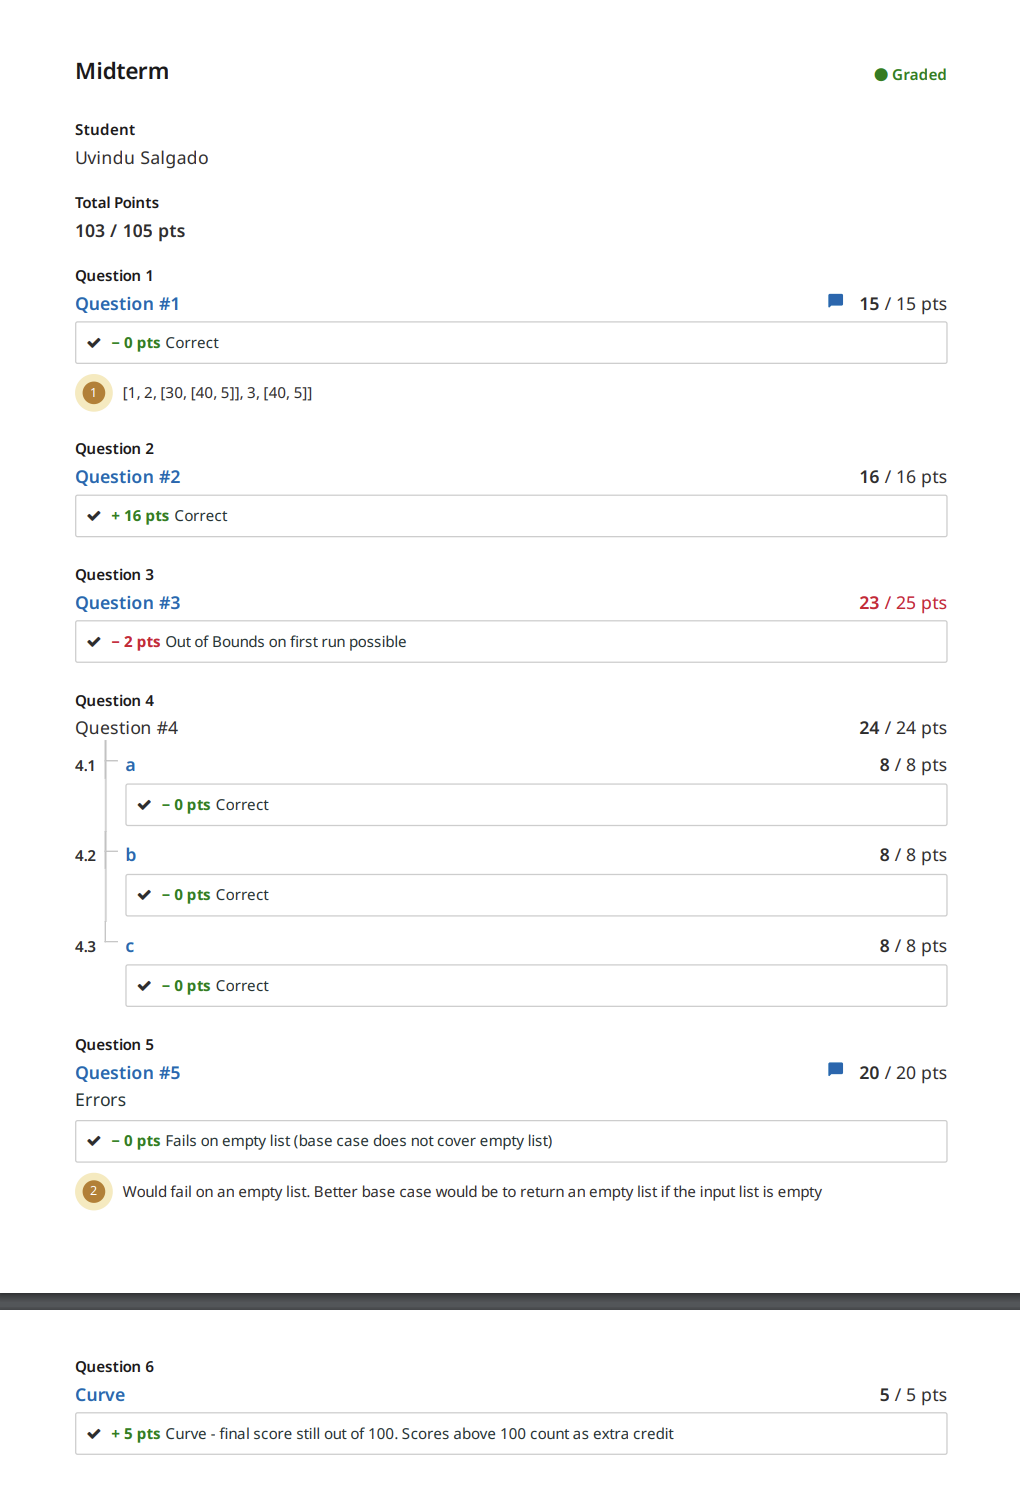 Midterm
Graded
Student
Uvindu Salgado
Total Points
103 / 105 pts
Question 1
Question #1 15 / 15 pts
− 0 pts Correct
1 [1, 2, [30, [40, 5]], 3, [40, 5]]
Question 2
Question #2 16 / 16 pts
+ 16 pts Correct
Question 3
Question #3 23 / 25 pts
− 2 pts Out of Bounds on first run possible
Question 4
Question #4 24 / 24 pts
4.1 a 8 / 8 pts
− 0 pts Correct
4.2 b 8 / 8 pts
− 0 pts Correct
4.3 c 8 / 8 pts
− 0 pts Correct
Question 5
Question #5 20 / 20 pts
Errors
− 0 pts Fails on empty list (base case does not cover empty list)
2 Would fail on an empty list. Better base case would be to return an empty list if the input list is empty
Question 6
Curve 5 / 5 pts
+ 5 pts Curve - final score still out of 100. Scores above 100 count as extra credit